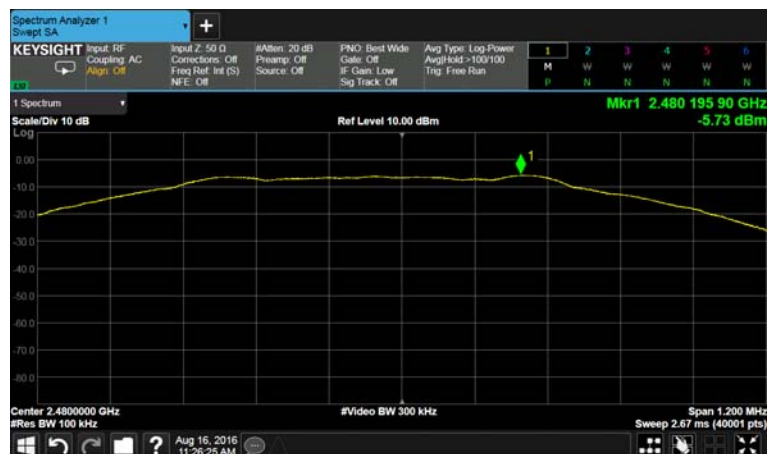 Spectrum Analyzer 1
Swept SA
KEYSIGHT
Input: RF
Coupling: AC
Align: Off
Input Z: 50 Ω
Corrections: Off
Freq Ref: Int (S)
NFE: Off
#Atten: 20 dB
Preamp: Off
Source: Off
PNO: Best Wide
Gate: Off
IF Gain: Low
Sig Track: Off
Avg Type: Log-Power
Avg|Hold:>100/100
Trig: Free Run
1 2 3 4 5 6
M W W W W W
P N N N N N
1 Spectrum
Scale/Div 10 dB
Ref Level 10.00 dBm
Mkr1 2.480 195 90 GHz
-5.73 dBm
Log
1
0.00
-10.0
-20.0
-30.0
-40.0
-50.0
-60.0
-70.0
-80.0
Center 2.4800000 GHz
#Video BW 300 kHz
Span 1.200 MHz
#Res BW 100 kHz
Sweep 2.67 ms (40001 pts)
?
Aug 16, 2016
11:26:25 AM